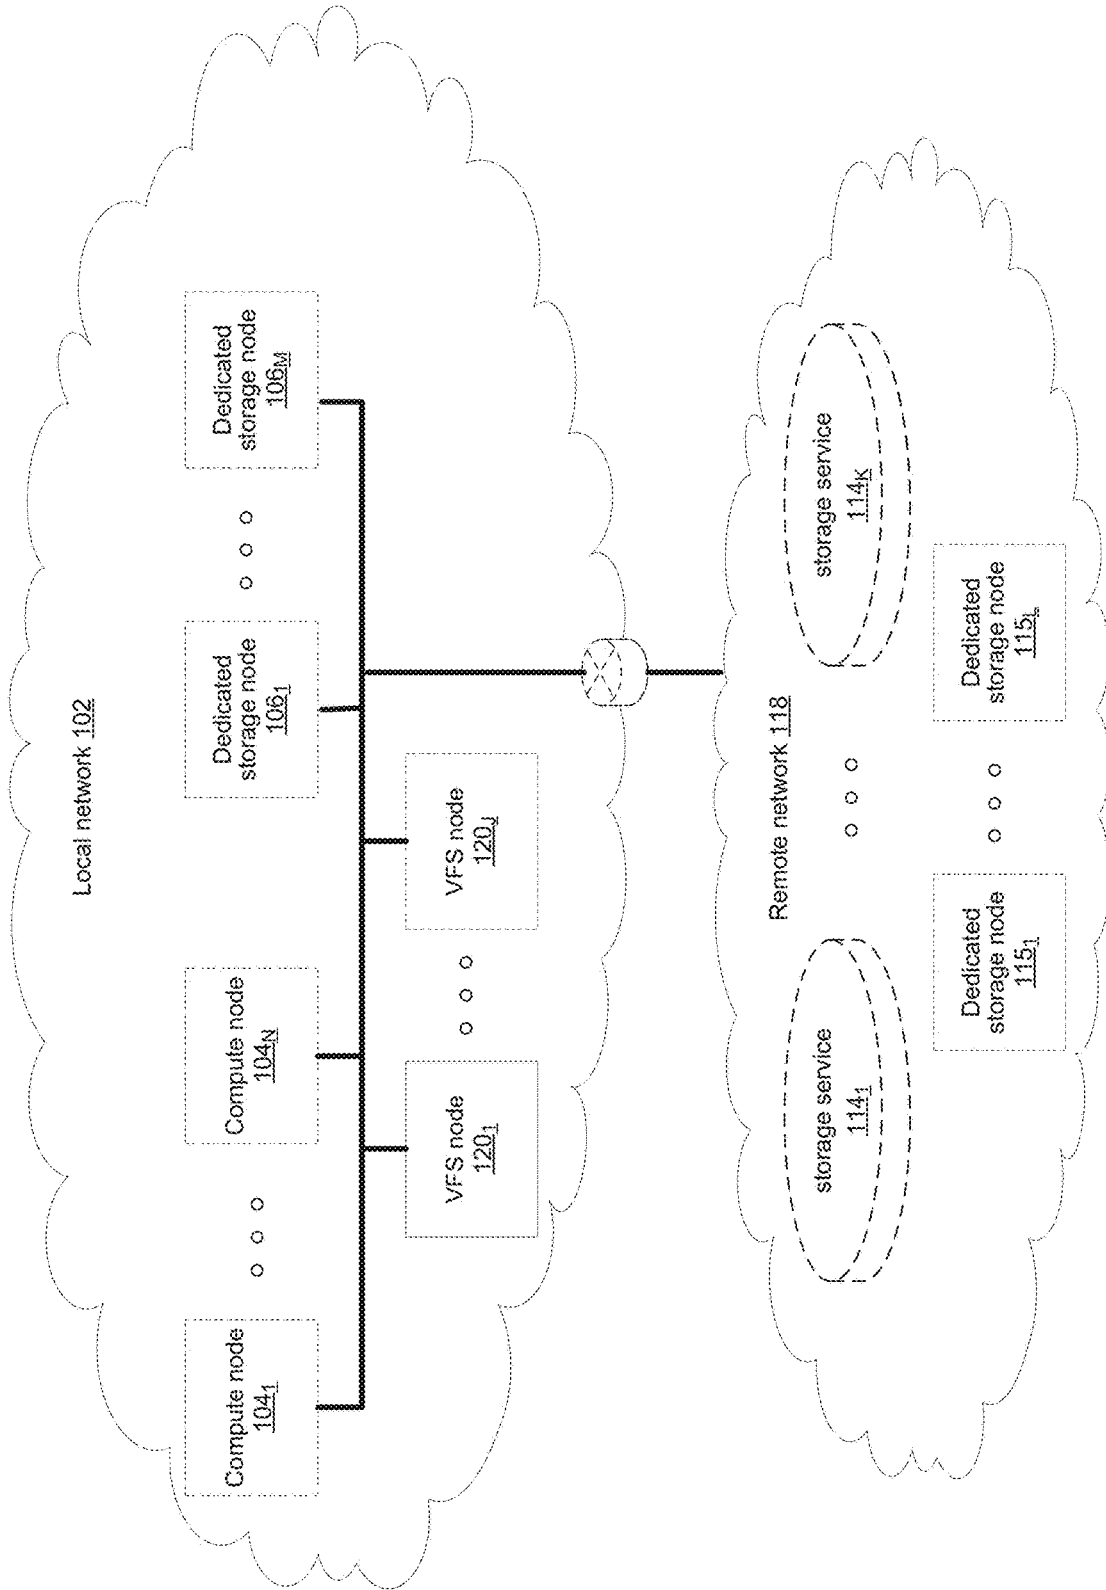 Local network 102
Compute node
104₁
Compute node
104N
Dedicated
storage node
106₁
Dedicated
storage node
106M
VFS node
120₁
VFS node
120J
Remote network 118
storage service
114₁
storage service
114K
Dedicated
storage node
115₁
Dedicated
storage node
115L